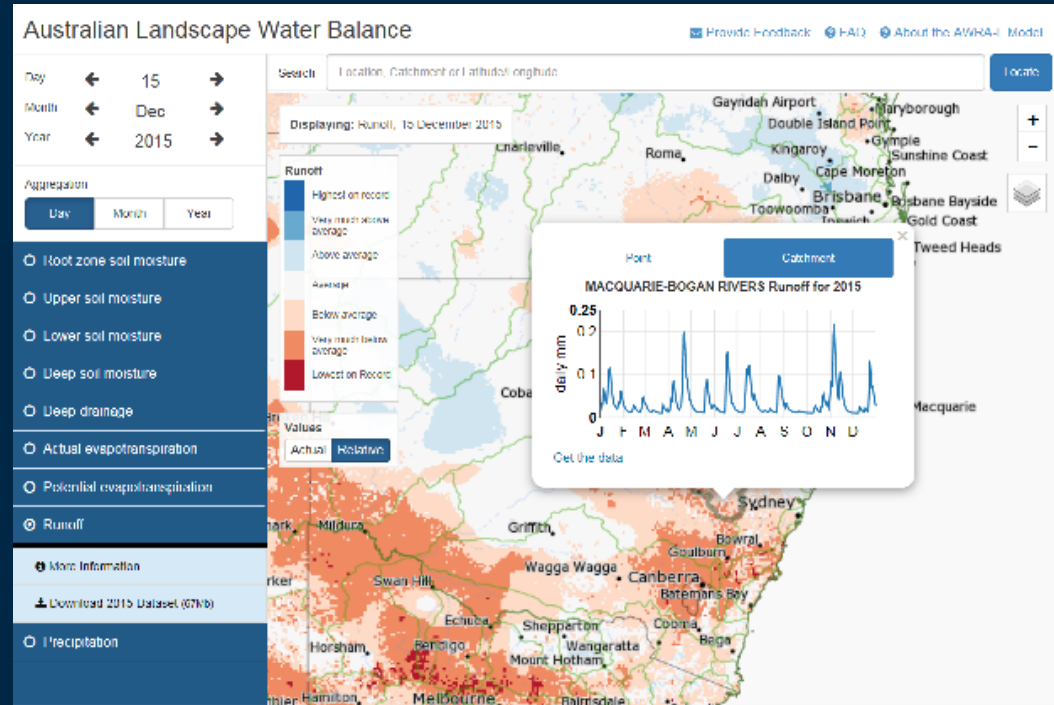 Australian Landscape Water Balance
Provide Feedback FAQ About the AWRA-L Model
Day 15
Month Dec
Year 2015
Aggregation
Day Month Year
Root zone soil moisture
Upper soil moisture
Lower soil moisture
Deep soil moisture
Deep drainage
Actual evapotranspiration
Potential evapotranspiration
Runoff
More Information
Download 2015 Dataset (67Mb)
Precipitation
Search Location, Catchment or Latitude/Longitude Locate
Displaying: Runoff, 15 December 2015
Runoff
Highest on record
Very much above
average
Above average
Average
Below average
Very much below
average
Lowest on Record
Values
Actual Relative
+
−
Gayndah Airport
Maryborough
Double Island Point
Gympie
Charleville
Roma
Kingaroy
Sunshine Coast
Dalby
Cape Moreton
Brisbane
Brisbane Bayside
Toowoomba
Ipswich
Gold Coast
Tweed Heads
×
Point Catchment
MACQUARIE-BOGAN RIVERS Runoff for 2015
daily mm
0.25
0.2
0.1
0
J F M A M J J A S O N D
Get the data
Coba
Macquarie
Sydney
Mildura
Griffith
Bowral
Goulburn
Wagga Wagga
Canberra
rker
Swan Hill
Batemans Bay
Echuca
Shepparton
Cooma
Bega
Horsham
Bendigo
Wangaratta
Mount Hotham
Hamilton
Melbourne
Bairnsdale